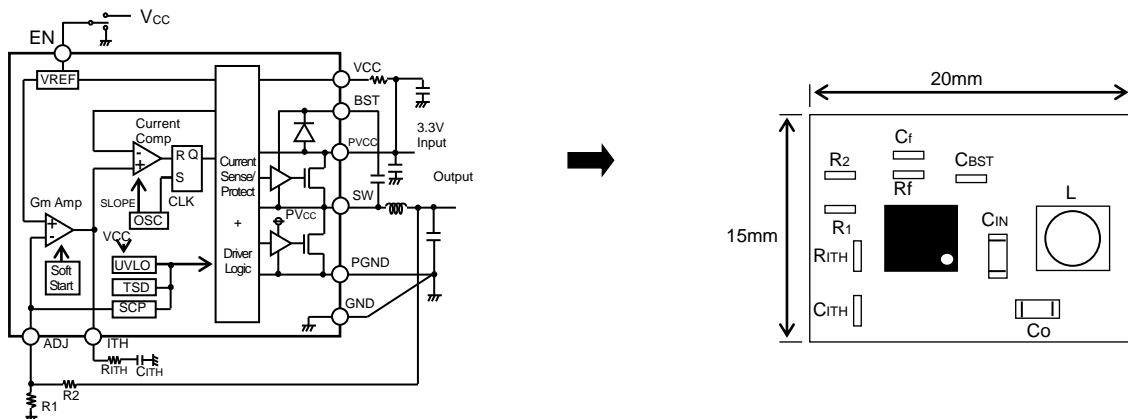 VCC
EN
VREF
VCC
BST
Current
Comp
-
+
R Q
S
CLK
SLOPE
OSC
Gm Amp
+
-
VCC
Soft
Start
UVLO
TSD
SCP
Current
Sense/
Protect
+
Driver
Logic
PVCC
3.3V
Input
Output
SW
PVCC
PGND
GND
ADJ
ITH
RITH
CITH
R2
R1
20mm
15mm
Cf
R2
Rf
CBST
R1
CIN
L
RITH
CITH
Co